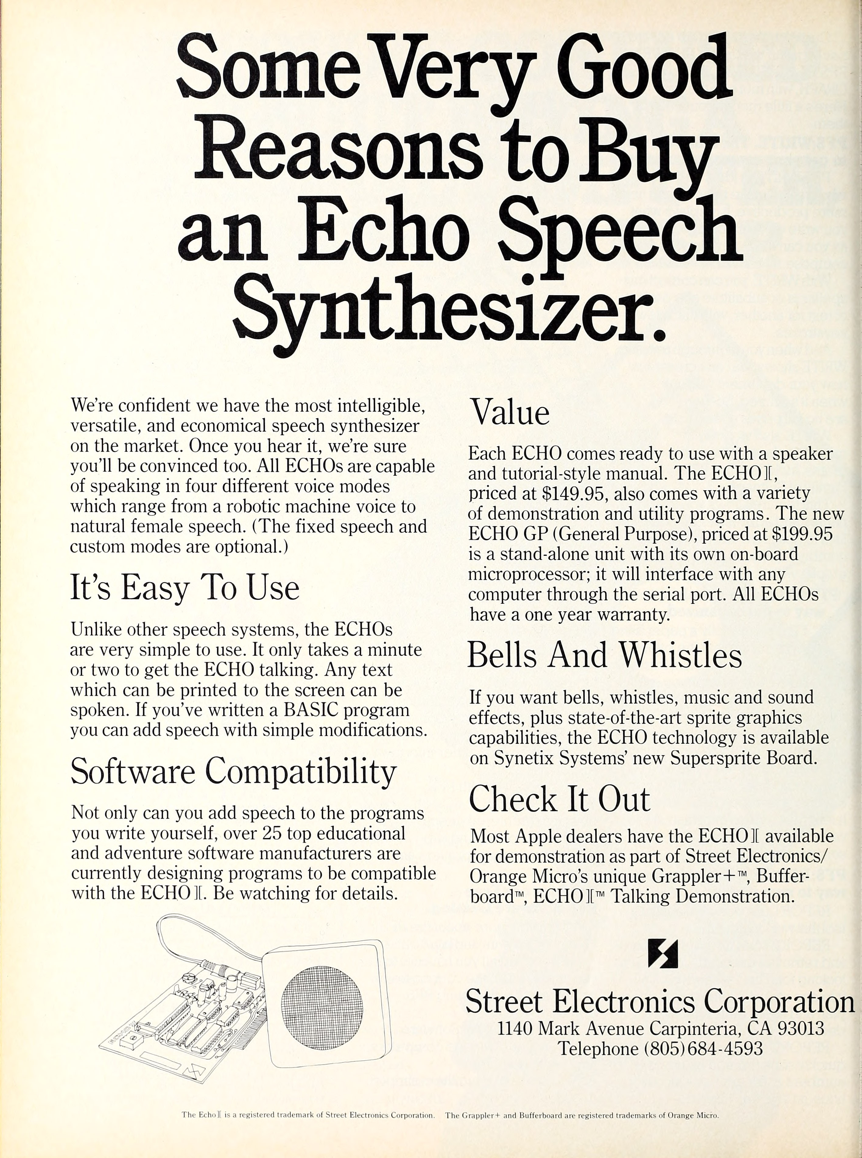 Some Very Good
Reasons to Buy
an Echo Speech
Synthesizer.
We're confident we have the most intelligible,
versatile, and economical speech synthesizer
on the market. Once you hear it, we're sure
you'll be convinced too. All ECHOs are capable
of speaking in four different voice modes
which range from a robotic machine voice to
natural female speech. (The fixed speech and
custom modes are optional.)
It's Easy To Use
Unlike other speech systems, the ECHOs
are very simple to use. It only takes a minute
or two to get the ECHO talking. Any text
which can be printed to the screen can be
spoken. If you've written a BASIC program
you can add speech with simple modifications.
Software Compatibility
Not only can you add speech to the programs
you write yourself, over 25 top educational
and adventure software manufacturers are
currently designing programs to be compatible
with the ECHO ][. Be watching for details.
Value
Each ECHO comes ready to use with a speaker
and tutorial-style manual. The ECHO ][,
priced at $149.95, also comes with a variety
of demonstration and utility programs. The new
ECHO GP (General Purpose), priced at $199.95
is a stand-alone unit with its own on-board
microprocessor; it will interface with any
computer through the serial port. All ECHOs
have a one year warranty.
Bells And Whistles
If you want bells, whistles, music and sound
effects, plus state-of-the-art sprite graphics
capabilities, the ECHO technology is available
on Synetix Systems' new Supersprite Board.
Check It Out
Most Apple dealers have the ECHO ][ available
for demonstration as part of Street Electronics/
Orange Micro's unique Grappler+™, Buffer-
board™, ECHO ][™ Talking Demonstration.
Street Electronics Corporation
1140 Mark Avenue Carpinteria, CA 93013
Telephone (805) 684-4593
The Echo ][ is a registered trademark of Street Electronics Corporation. The Grappler+ and Bufferboard are registered trademarks of Orange Micro.